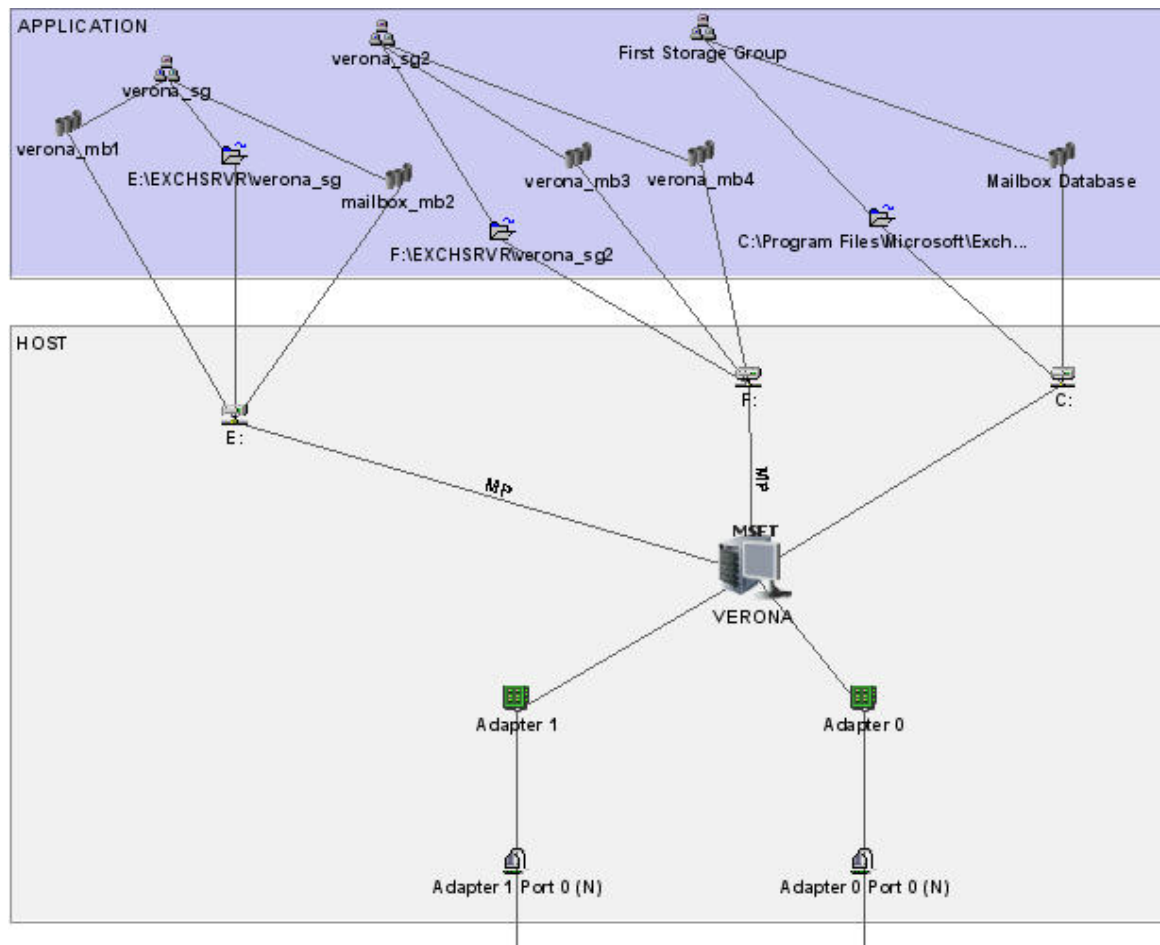 APPLICATION
verona_sg
verona_sg2
First Storage Group
verona_mb1
E:\EXCHSRVR\verona_sg
mailbox_mb2
verona_mb3
verona_mb4
Mailbox Database
F:\EXCHSRVR\verona_sg2
C:\Program Files\Microsoft\Exch...
HOST
E:
F:
C:
MP
MP
MSFT
VERONA
Adapter 1
Adapter 0
Adapter 1 Port 0 (N)
Adapter 0 Port 0 (N)